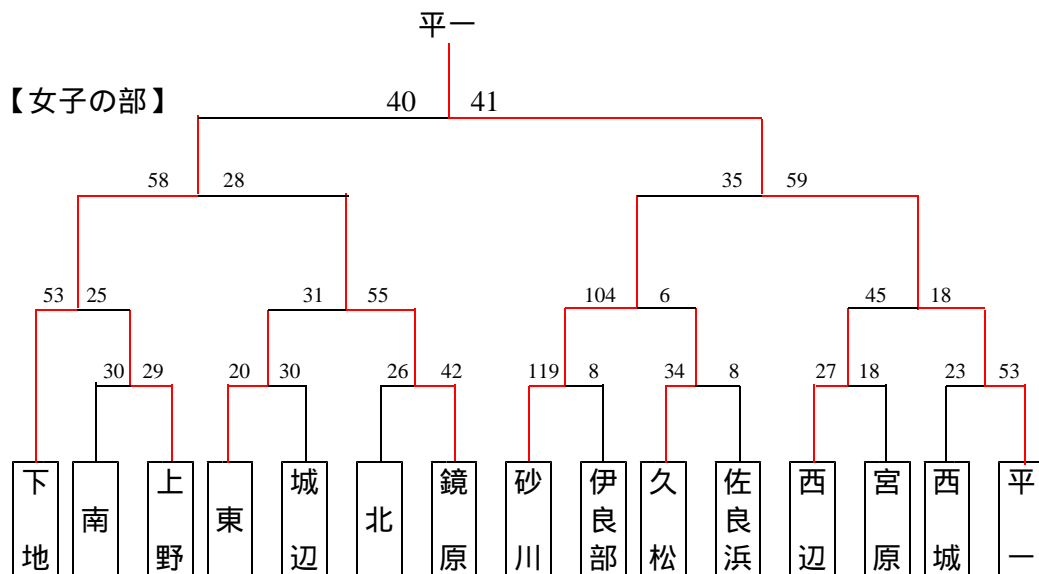 平一
【女子の部】
40 41
58 28 35 59
53 25 31 55 104 6 45 18
30 29 20 30 26 42 119 8 34 8 27 18 23 53
下地
南
上野
東
城辺
北
鏡原
砂川
伊良部
久松
佐良浜
西辺
宮原
西城
平一